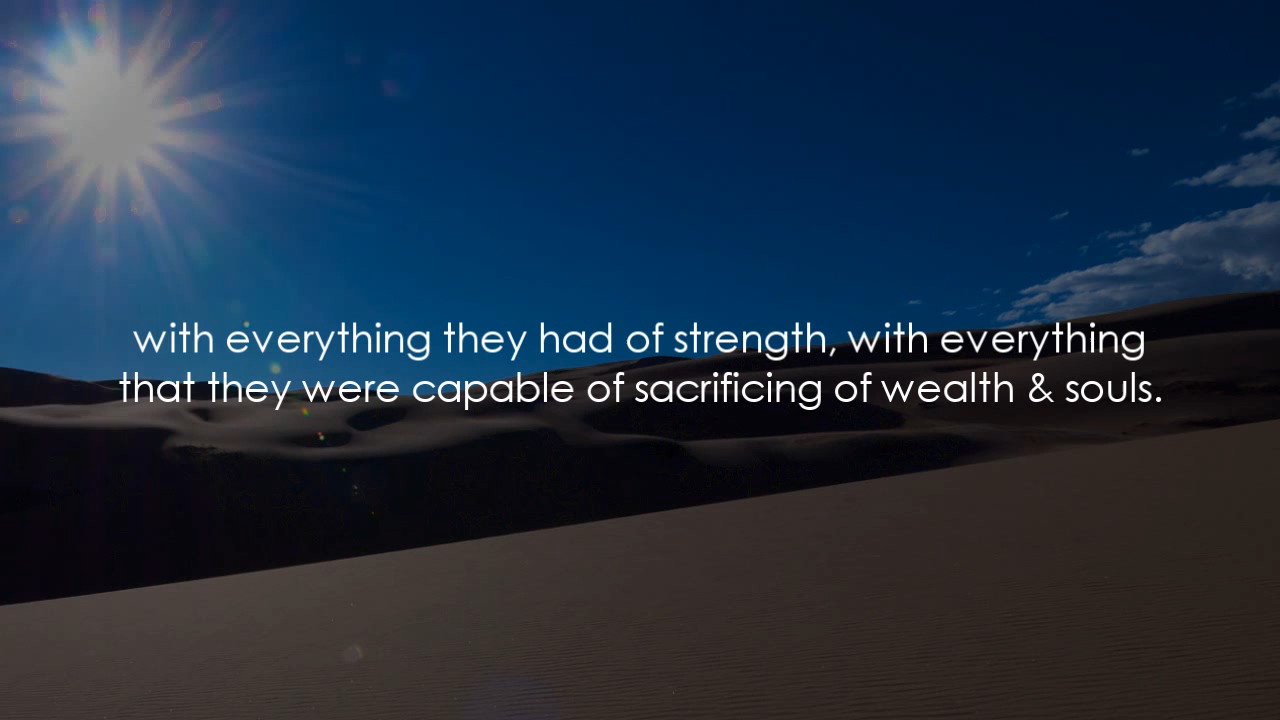 with everything they had of strength, with everything
that they were capable of sacrificing of wealth & souls.